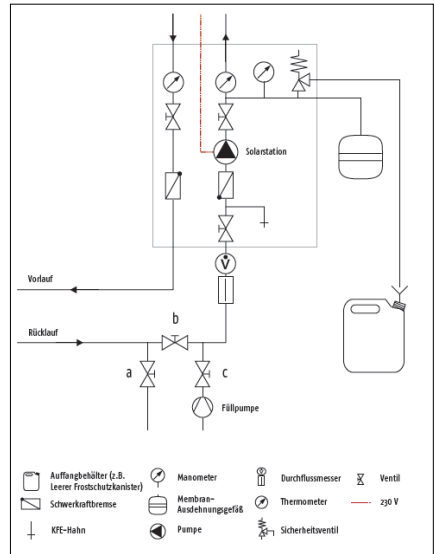 Solarstation
V
Vorlauf
Rücklauf
b
a
c
Füllpumpe
Auffangbehälter (z.B.
Leerer Frostschutzkanister)
Manometer
Durchflussmesser
Ventil
Schwerkraftbremse
Membran-
Ausdehnungsgefäß
Thermometer
230 V
KFE-Hahn
Pumpe
Sicherheitsventil